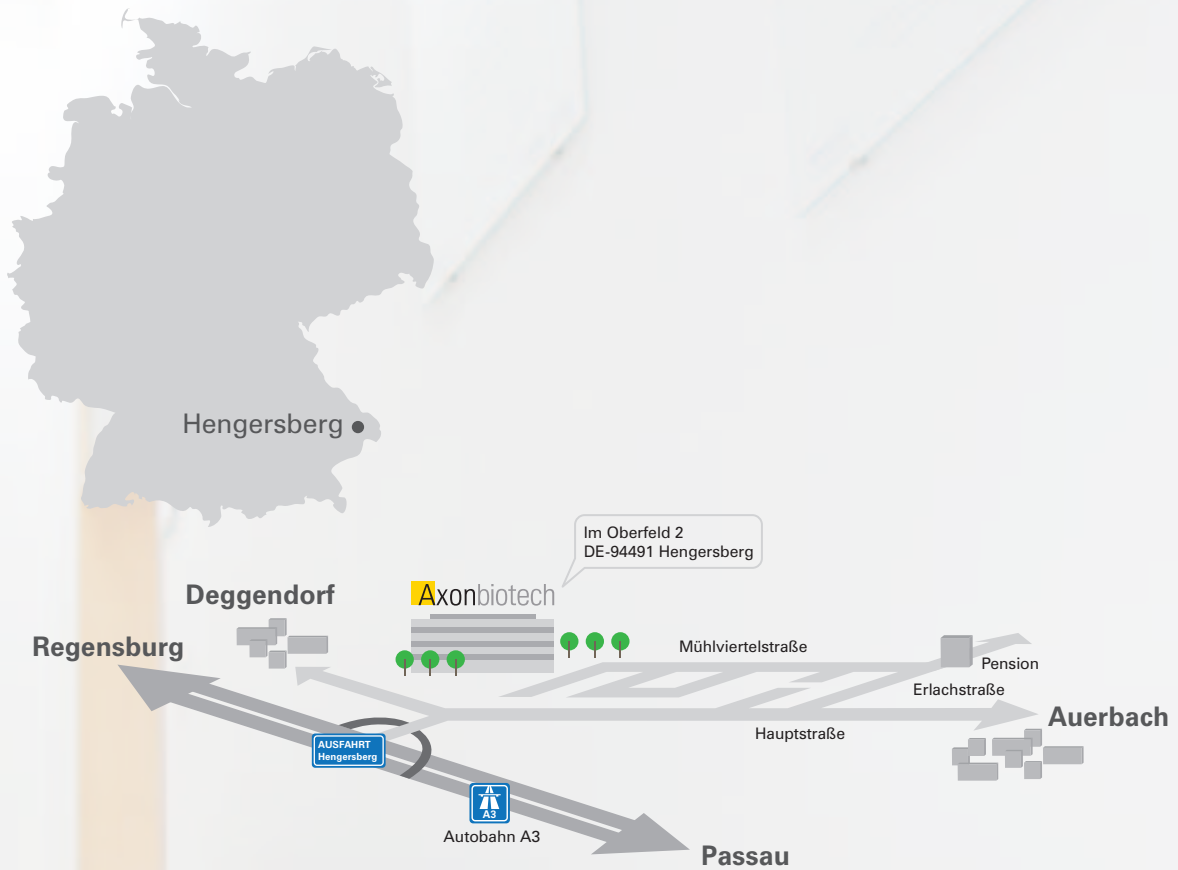 Hengersberg
Im Oberfeld 2
DE-94491 Hengersberg
Deggendorf
Axonbiotech
Regensburg
Mühlviertelstraße
Pension
Erlachstraße
Auerbach
Hauptstraße
AUSFAHRT
Hengersberg
A3
Autobahn A3
Passau